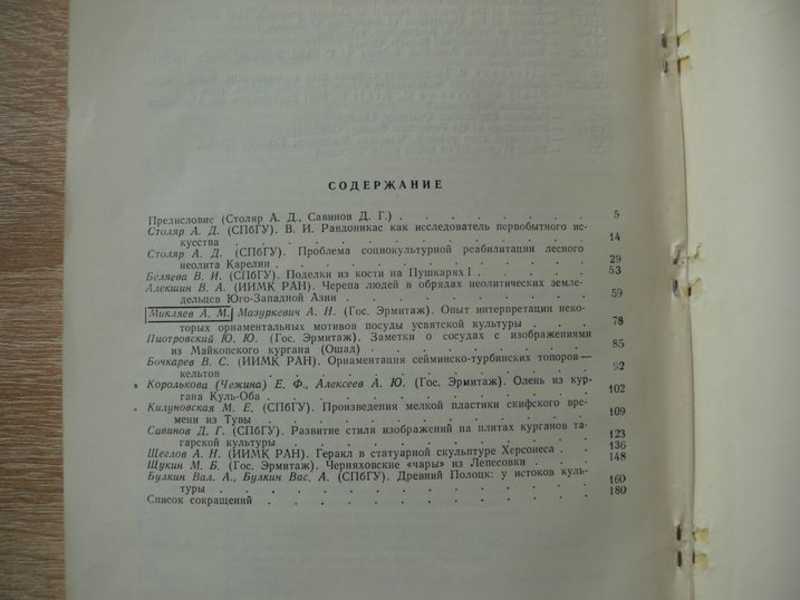 СОДЕРЖАНИЕ
Предисловие (Столяр А. Д., Савинов Д. Г.) . . . . . . . . 5
Столяр А. Д. (СПбГУ). В. И. Равдоникас как исследователь первобытного ис-
кусства . . . . . . . . . . . . . . 14
Столяр А. Д. (СПбГУ). Проблема социокультурной реабилитации лесного
неолита Карелии . . . . . . . . . . . . 29
Беляева В. И. (СПбГУ). Поделки из кости на Пушкарях I . . . . . 53
Алекшин В. А. (ИИМК РАН). Черепа людей в обрядах неолитических земле-
дельцев Юго-Западной Азии . . . . . . . . . . 59
Микляев А. М. Мазуркевич А. Н. (Гос. Эрмитаж). Опыт интерпретации неко-
торых орнаментальных мотивов посуды усвятской культуры . . . 78
Пиотровский Ю. Ю. (Гос. Эрмитаж). Заметки о сосудах с изображениями
из Майкопского кургана (Ошад) . . . . . . . . . 85
Бочкарев В. С. (ИИМК РАН). Орнаментация сейминско-турбинских топоров—
кельтов . . . . . . . . . . . . . . 92
Королькова (Чежина) Е. Ф., Алексеев А. Ю. (Гос. Эрмитаж). Олень из кур-
гана Куль-Оба . . . . . . . . . . . . . 102
Килуновская М. Е. (СПбГУ). Произведения мелкой пластики скифского вре-
мени из Тувы . . . . . . . . . . . . . 109
Савинов Д. Г. (СПбГУ). Развитие стиля изображений на плитах курганов та-
гарской культуры . . . . . . . . . . . . 123
Щеглов А. Н. (ИИМК РАН). Геракл в статуарной скульптуре Херсонеса . . 136
Щукин М. Б. (Гос. Эрмитаж). Черняховские «чары» из Лепесовки . . . 148
Булкин Вал. А., Булкин Вас. А. (СПбГУ). Древний Полоцк: у истоков куль-
туры . . . . . . . . . . . . . . . 160
Список сокращений . . . . . . . . . . . . 180